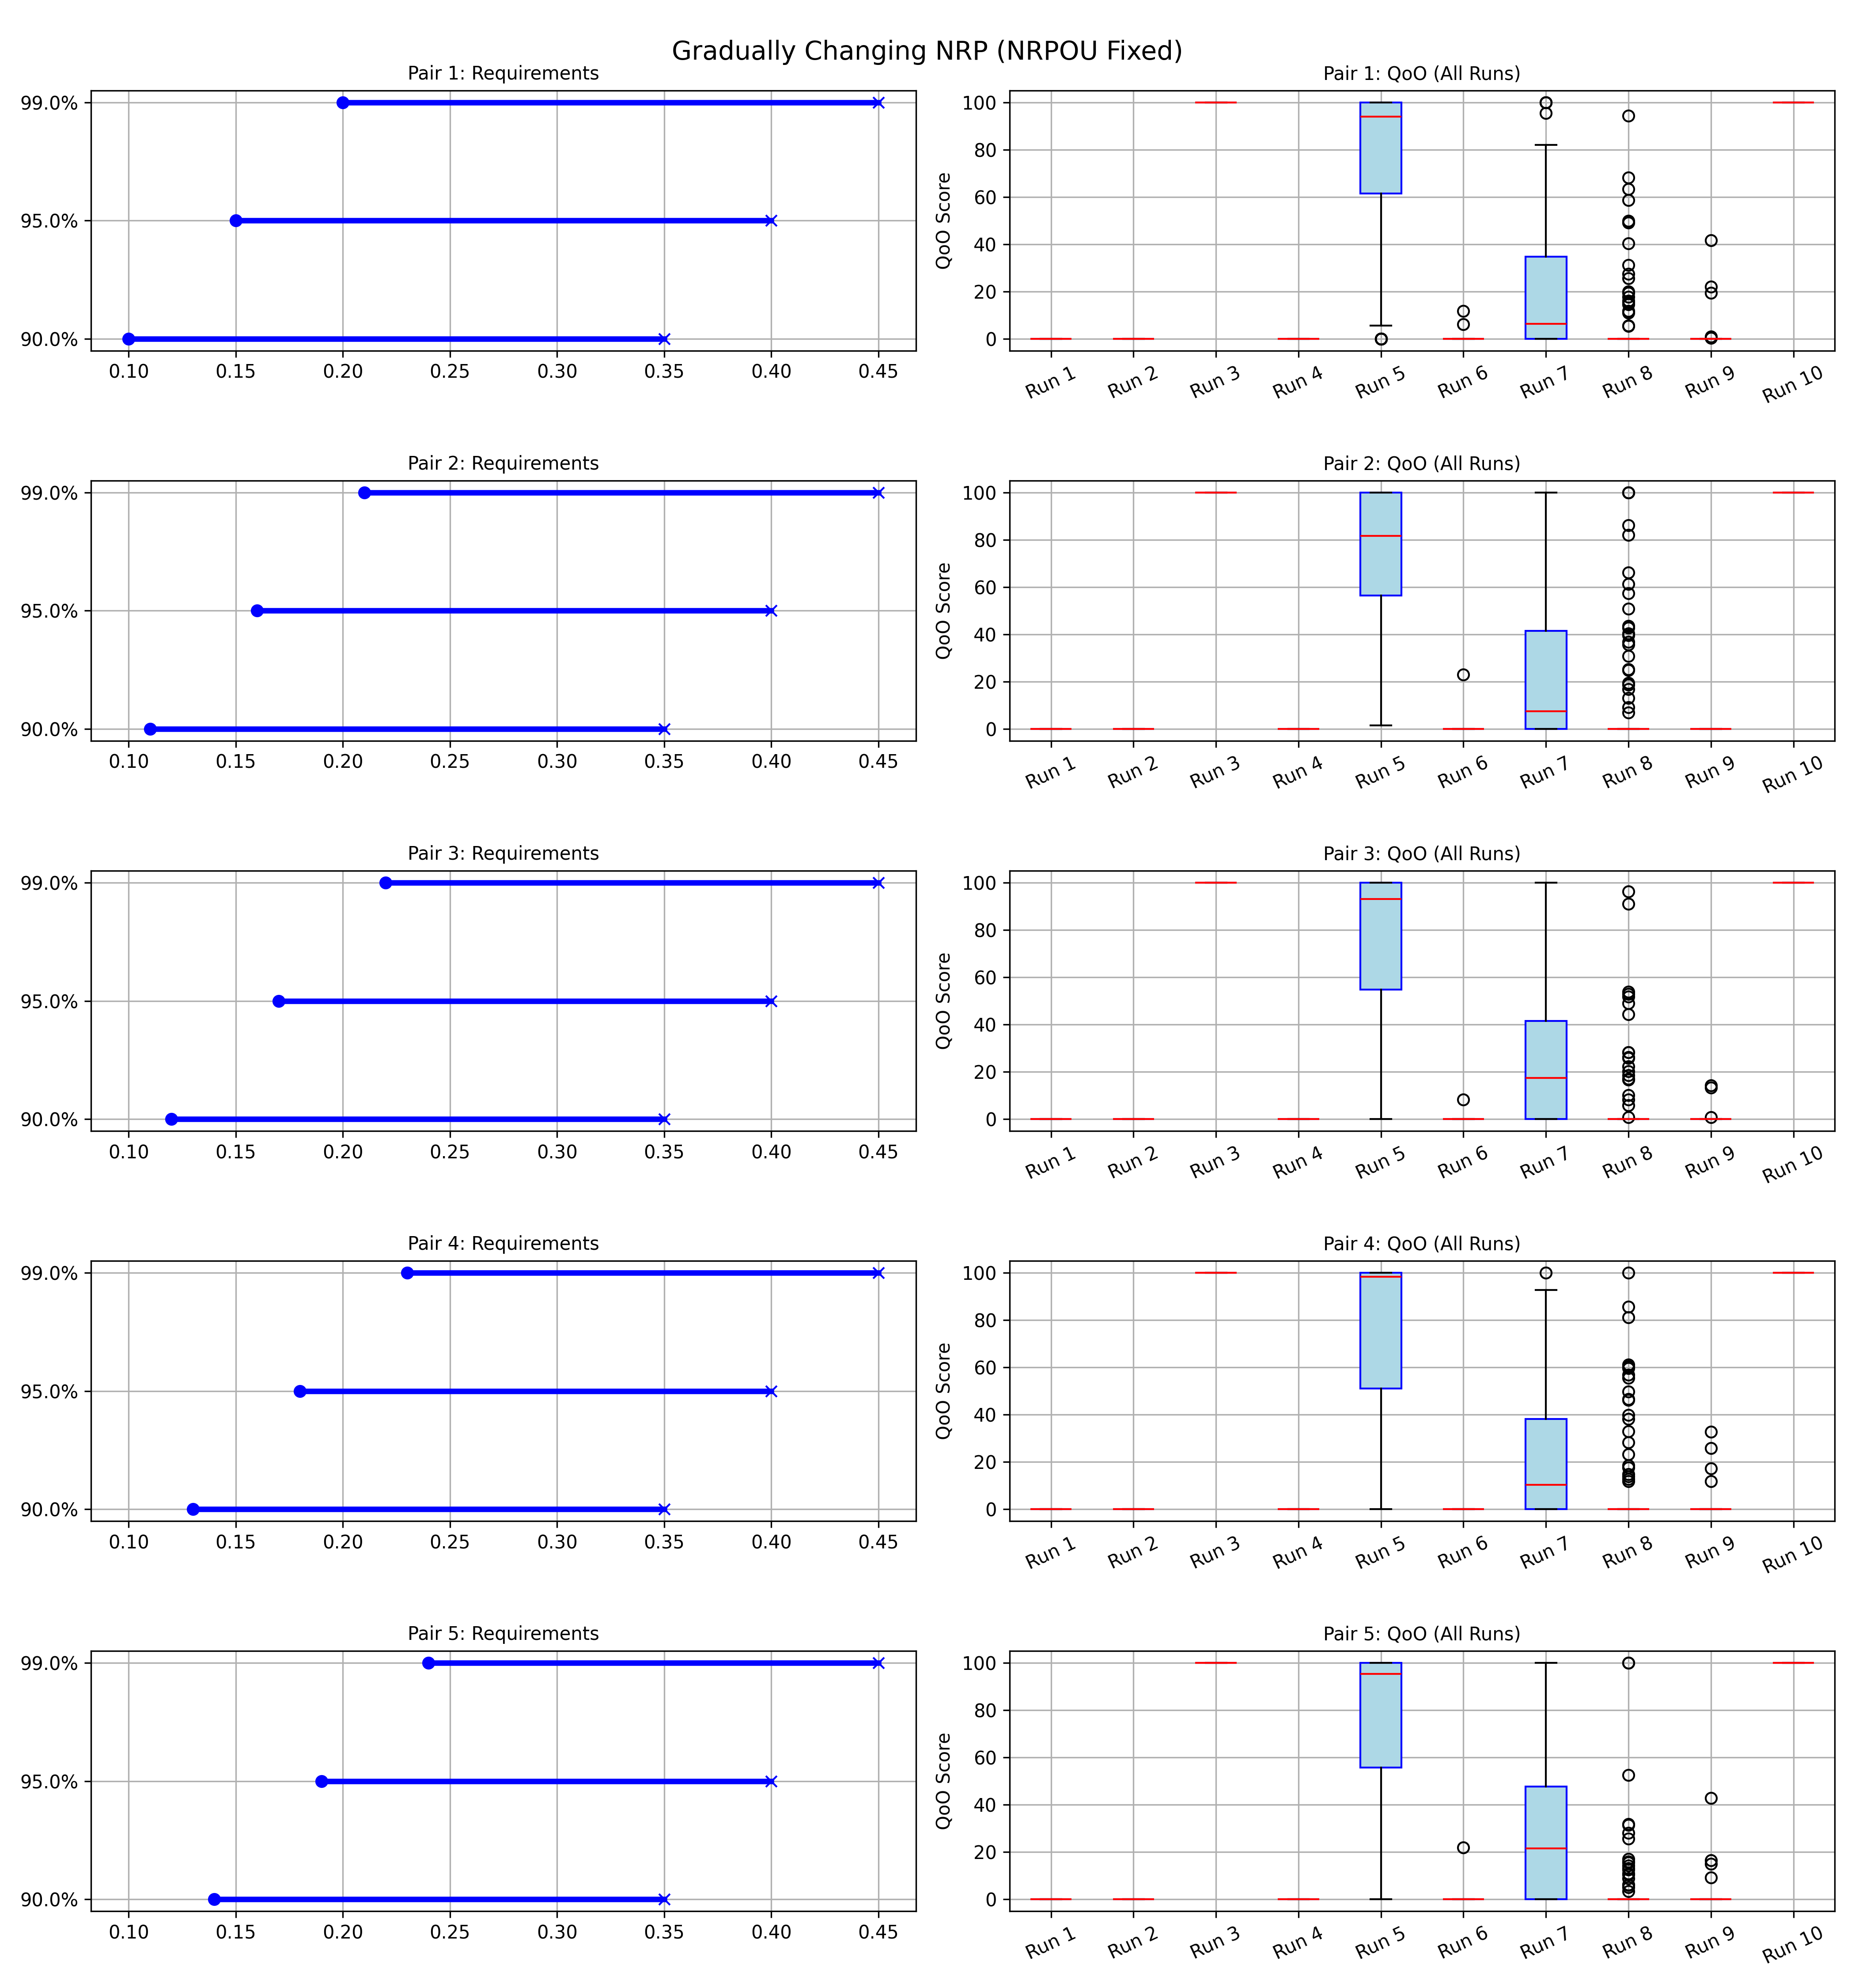 Gradually Changing NRP (NRPOU Fixed)
Pair 1: Requirements
99.0%
95.0%
90.0%
0.10 0.15 0.20 0.25 0.30 0.35 0.40 0.45
Pair 1: QoO (All Runs)
QoO Score
100
80
60
40
20
0
Run 1 Run 2 Run 3 Run 4 Run 5 Run 6 Run 7 Run 8 Run 9 Run 10
Pair 2: Requirements
99.0%
95.0%
90.0%
0.10 0.15 0.20 0.25 0.30 0.35 0.40 0.45
Pair 2: QoO (All Runs)
QoO Score
100
80
60
40
20
0
Run 1 Run 2 Run 3 Run 4 Run 5 Run 6 Run 7 Run 8 Run 9 Run 10
Pair 3: Requirements
99.0%
95.0%
90.0%
0.10 0.15 0.20 0.25 0.30 0.35 0.40 0.45
Pair 3: QoO (All Runs)
QoO Score
100
80
60
40
20
0
Run 1 Run 2 Run 3 Run 4 Run 5 Run 6 Run 7 Run 8 Run 9 Run 10
Pair 4: Requirements
99.0%
95.0%
90.0%
0.10 0.15 0.20 0.25 0.30 0.35 0.40 0.45
Pair 4: QoO (All Runs)
QoO Score
100
80
60
40
20
0
Run 1 Run 2 Run 3 Run 4 Run 5 Run 6 Run 7 Run 8 Run 9 Run 10
Pair 5: Requirements
99.0%
95.0%
90.0%
0.10 0.15 0.20 0.25 0.30 0.35 0.40 0.45
Pair 5: QoO (All Runs)
QoO Score
100
80
60
40
20
0
Run 1 Run 2 Run 3 Run 4 Run 5 Run 6 Run 7 Run 8 Run 9 Run 10